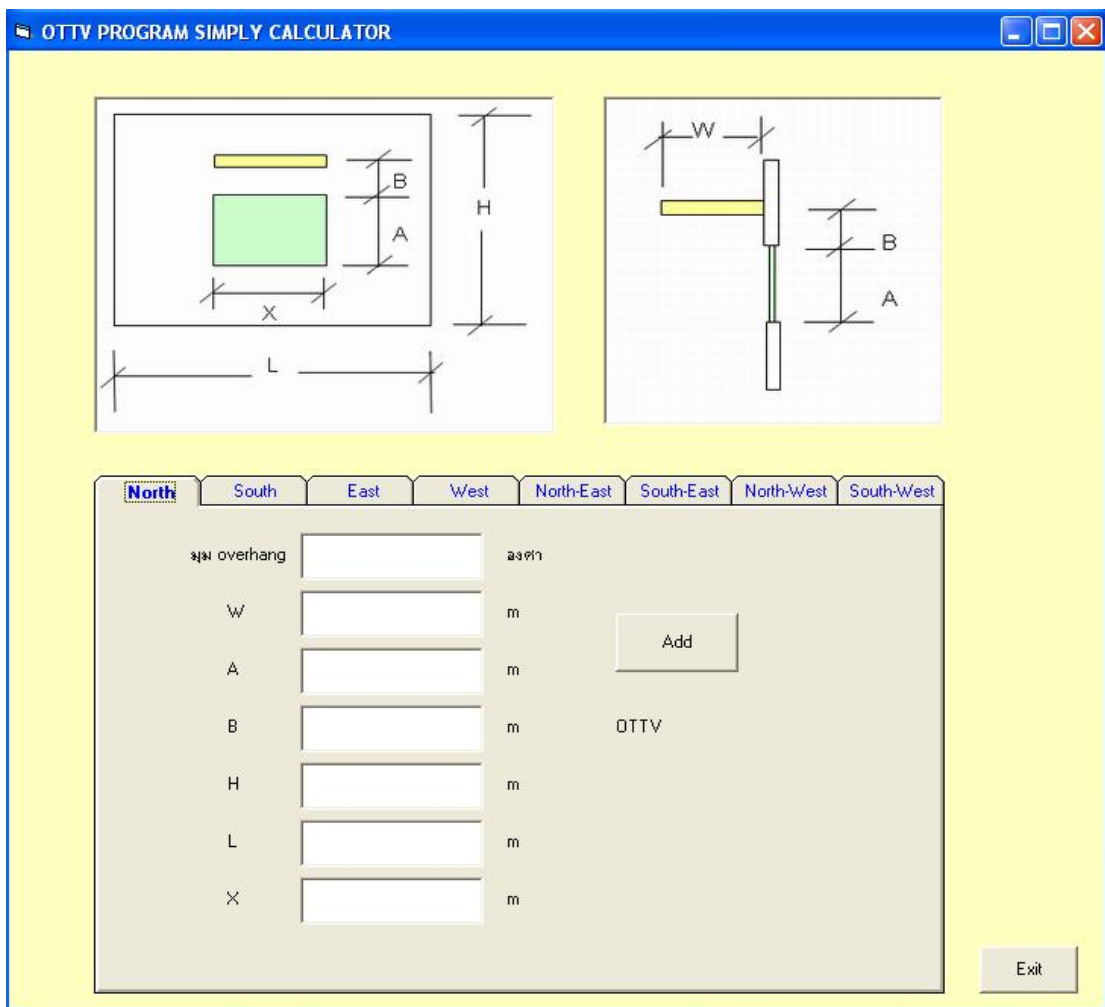 OTTV PROGRAM SIMPLY CALCULATOR
W
B
H
B
A
A
X
L
North South East West North-East South-East North-West South-West
มุม overhang องศา
W m
Add
A m
B m OTTV
H m
L m
X m
Exit